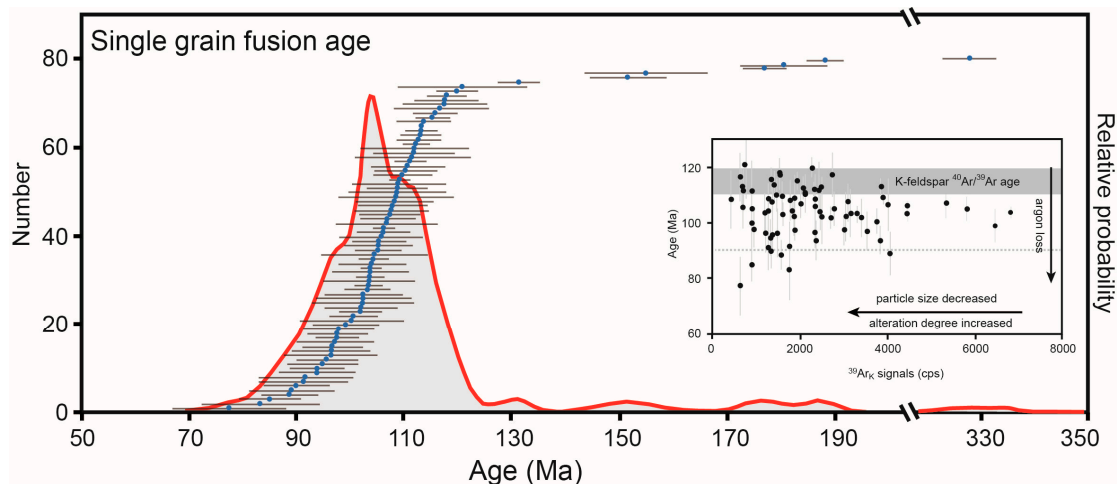 Single grain fusion age
80
60
40
20
0
Number
50
70
90
110
130
150
170
190
330
350
Age (Ma)
Relative probability
120
100
80
60
Age (Ma)
K-feldspar ⁴⁰Ar/³⁹Ar age
argon loss
particle size decreased
alteration degree increased
0
2000
4000
6000
8000
³⁹Arₖ signals (cps)